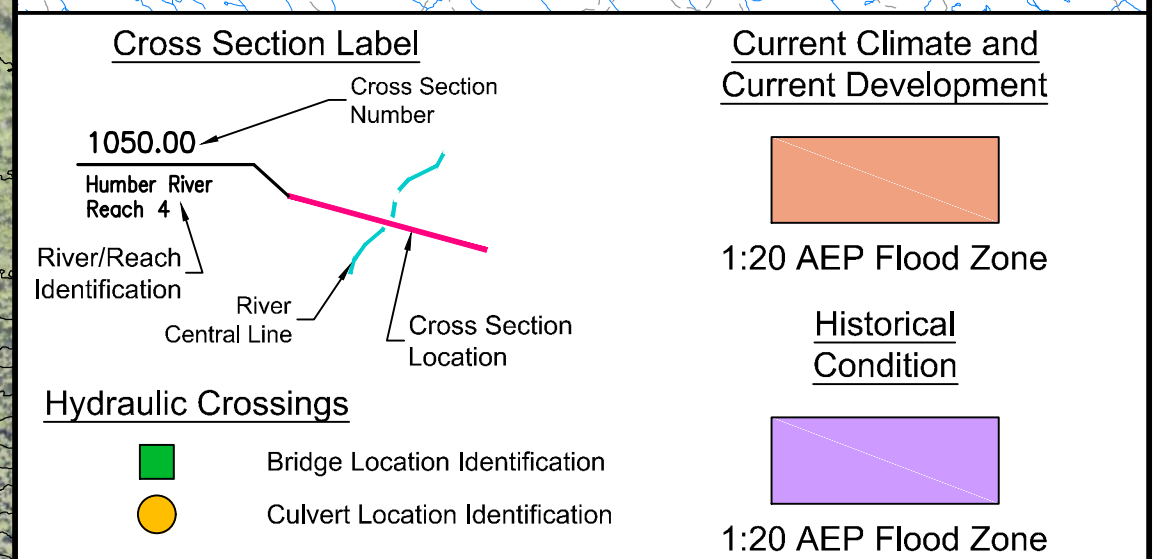 Cross Section Label
Cross Section
Number
1050.00
Humber River
Reach 4
River/Reach
Identification
River
Central Line
Cross Section
Location
Hydraulic Crossings
Bridge Location Identification
Culvert Location Identification
Current Climate and
Current Development
1:20 AEP Flood Zone
Historical
Condition
1:20 AEP Flood Zone